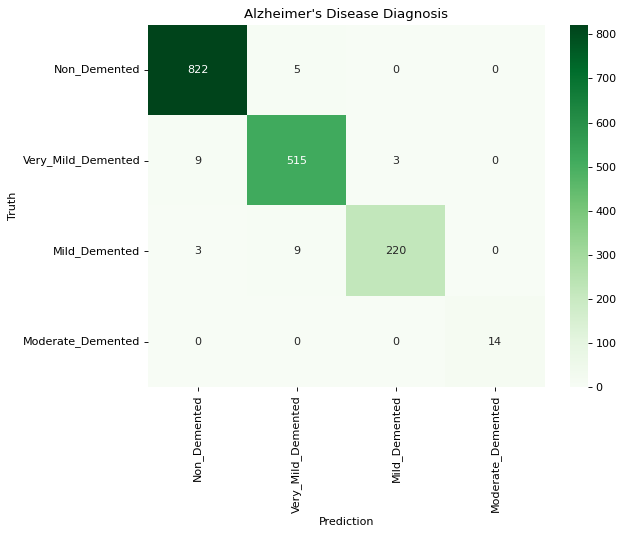 Alzheimer's Disease Diagnosis
Truth
Non_Demented
822 5 0 0
Very_Mild_Demented
9 515 3 0
Mild_Demented
3 9 220 0
Moderate_Demented
0 0 0 14
Non_Demented
Very_Mild_Demented
Mild_Demented
Moderate_Demented
Prediction
800
700
600
500
400
300
200
100
0